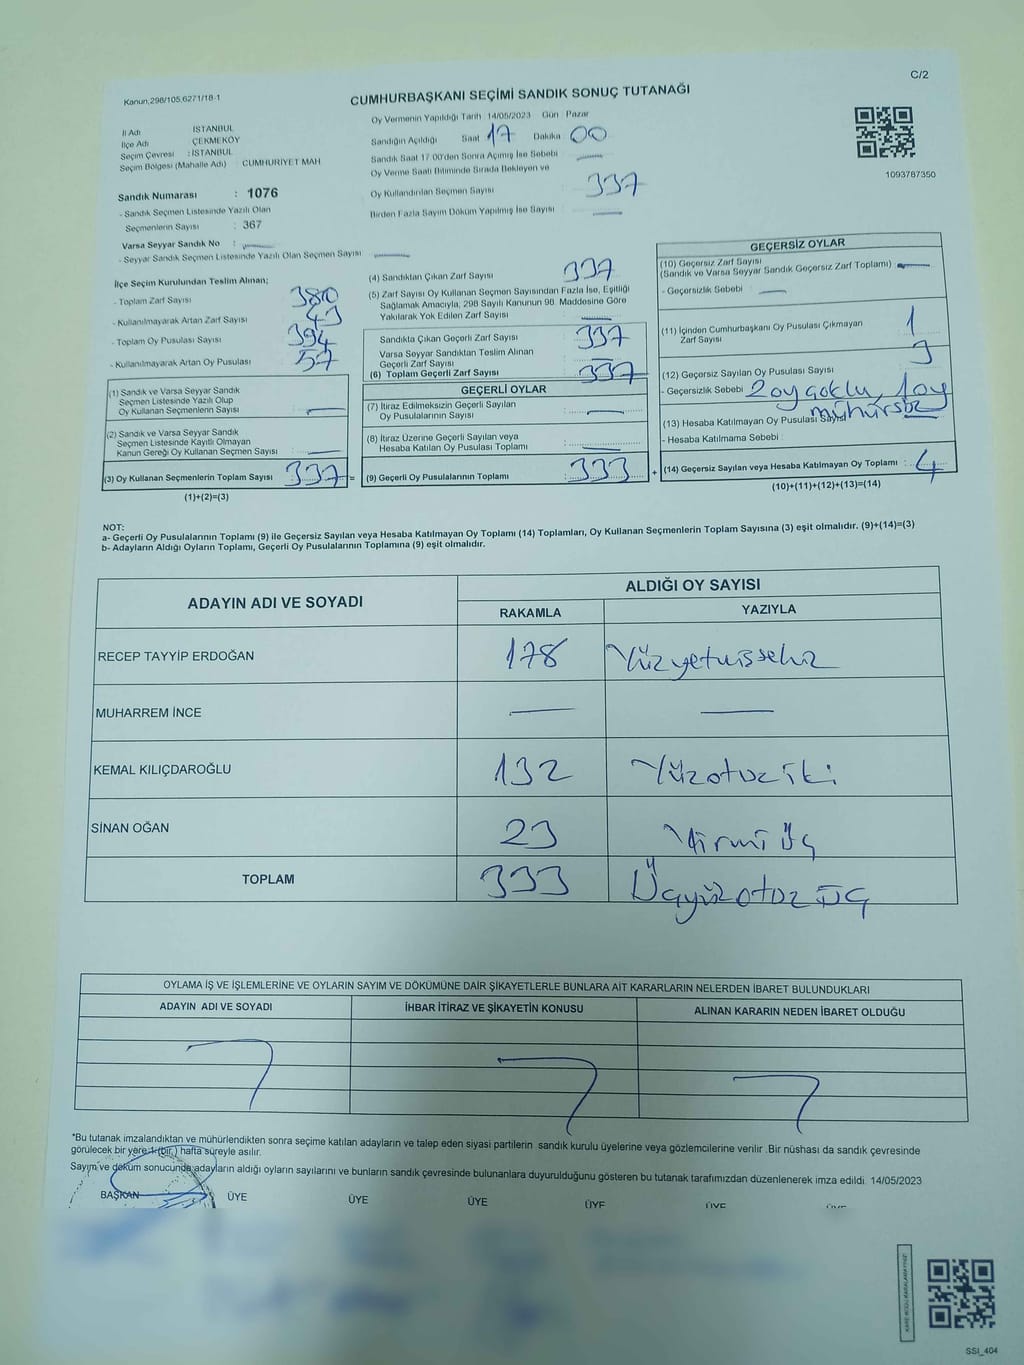 C/2
Kanun,298/105,6271/18-1
CUMHURBAŞKANI SEÇİMİ SANDIK SONUÇ TUTANAĞI
1093787350
İl Adı İSTANBUL
İlçe Adı ÇEKMEKÖY
Seçim Çevresi : İSTANBUL
Seçim Bölgesi (Mahalle Adı) CUMHURİYET MAH
Sandık Numarası : 1076
- Sandık Seçmen Listesinde Yazılı Olan
Seçmenlerin Sayısı : 367
Varsa Seyyar Sandık No :
- Seyyar Sandık Seçmen Listesinde Yazılı Olan Seçmen Sayısı
Oy Vermenin Yapıldığı Tarih 14/05/2023 Gün Pazar
Sandığın Açıldığı Saat 17 Dakika 00
Sandık Saat 17.00'den Sonra Açımış İse Sebebi
Oy Verme Saati Bitiminde Sırada Bekleyen ve
Oy Kullandırılan Seçmen Sayısı : 337
Birden Fazla Sayım Döküm Yapılmış İse Sayısı :
İlçe Seçim Kurulundan Teslim Alınan;
- Toplam Zarf Sayısı 380
- Kullanılmayarak Artan Zarf Sayısı 43
- Toplam Oy Pusulası Sayısı 394
- Kullanılmayarak Artan Oy Pusulası 57
(1) Sandık ve Varsa Seyyar Sandık
Seçmen Listesinde Yazılı Olup
Oy Kullanan Seçmenlerin Sayısı :
(2) Sandık ve Varsa Seyyar Sandık
Seçmen Listesinde Kayıtlı Olmayan
Kanun Gereği Oy Kullanan Seçmen Sayısı :
(3) Oy Kullanan Seçmenlerin Toplam Sayısı : 337 =
(1)+(2)=(3)
(4) Sandıktan Çıkan Zarf Sayısı : 337
(5) Zarf Sayısı Oy Kullanan Seçmen Sayısından Fazla İse, Eşitliği
Sağlamak Amacıyla, 298 Sayılı Kanunun 98. Maddesine Göre
Yakılarak Yok Edilen Zarf Sayısı :
Sandıkta Çıkan Geçerli Zarf Sayısı : 337
Varsa Seyyar Sandıktan Teslim Alınan
Geçerli Zarf Sayısı :
(6) Toplam Geçerli Zarf Sayısı : 337
GEÇERLİ OYLAR
(7) İtiraz Edilmeksizin Geçerli Sayılan
Oy Pusulalarının Sayısı :
(8) İtiraz Üzerine Geçerli Sayılan veya
Hesaba Katılan Oy Pusulası Toplamı :
(9) Geçerli Oy Pusulalarının Toplamı : 333 +
GEÇERSİZ OYLAR
(10) Geçersiz Zarf Sayısı
(Sandık ve Varsa Seyyar Sandık Geçersiz Zarf Toplamı) :
- Geçersizlik Sebebi :
(11) İçinden Cumhurbaşkanı Oy Pusulası Çıkmayan
Zarf Sayısı : 1
(12) Geçersiz Sayılan Oy Pusulası Sayısı : 3
- Geçersizlik Sebebi 2 oy çoklu, 1 oy
mühürsüz
(13) Hesaba Katılmayan Oy Pusulası Sayısı
- Hesaba Katılmama Sebebi :
(14) Geçersiz Sayılan veya Hesaba Katılmayan Oy Toplamı : 4
(10)+(11)+(12)+(13)=(14)
NOT:
a- Geçerli Oy Pusulalarının Toplamı (9) ile Geçersiz Sayılan veya Hesaba Katılmayan Oy Toplamı (14) Toplamları, Oy Kullanan Seçmenlerin Toplam Sayısına (3) eşit olmalıdır. (9)+(14)=(3)
b- Adayların Aldığı Oyların Toplamı, Geçerli Oy Pusulalarının Toplamına (9) eşit olmalıdır.
ADAYIN ADI VE SOYADI ALDIĞI OY SAYISI
RAKAMLA YAZIYLA
RECEP TAYYİP ERDOĞAN 178 Yüzyetmişsekiz
MUHARREM İNCE
KEMAL KILIÇDAROĞLU 132 Yüzotuziki
SİNAN OĞAN 23 Yirmi Üç
TOPLAM 333 Üçyüzotuz üç
OYLAMA İŞ VE İŞLEMLERİNE VE OYLARIN SAYIM VE DÖKÜMÜNE DAİR ŞİKAYETLERLE BUNLARA AİT KARARLARIN NELERDEN İBARET BULUNDUKLARI
ADAYIN ADI VE SOYADI İHBAR İTİRAZ VE ŞİKAYETİN KONUSU ALINAN KARARIN NEDEN İBARET OLDUĞU
*Bu tutanak imzalandıktan ve mühürlendikten sonra seçime katılan adayların ve talep eden siyasi partilerin sandık kurulu üyelerine veya gözlemcilerine verilir .Bir nüshası da sandık çevresinde
görülecek bir yere 1 (bir ) hafta süreyle asılır.
Sayım ve döküm sonucunda adayların aldığı oyların sayılarını ve bunların sandık çevresinde bulunanlara duyurulduğunu gösteren bu tutanak tarafımızdan düzenlenerek imza edildi. 14/05/2023
BAŞKAN ÜYE ÜYE ÜYE ÜYE ÜYE
SSİ_404